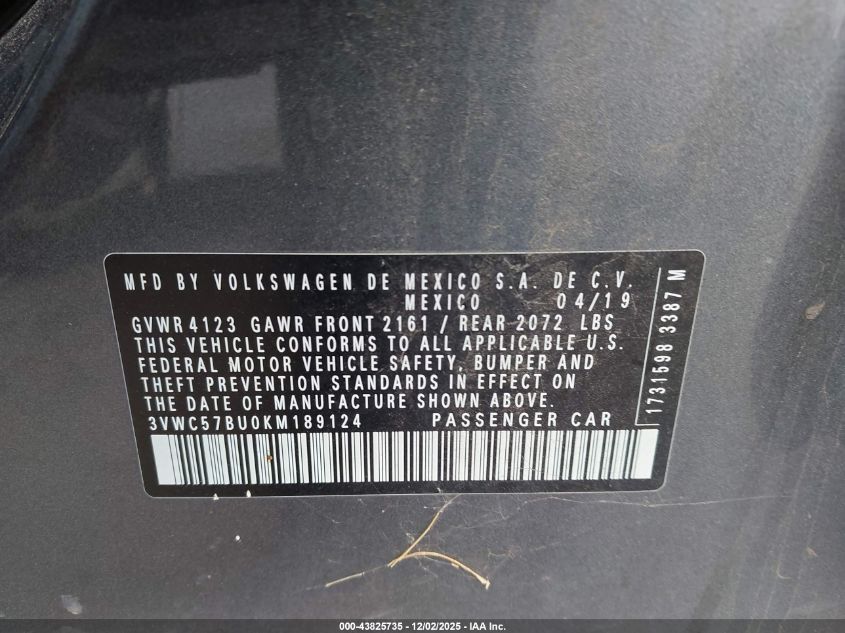 MFD BY VOLKSWAGEN DE MEXICO S.A. DE C.V.
MEXICO 04/19
GVWR 4123 GAWR FRONT 2161 / REAR 2072 LBS
THIS VEHICLE CONFORMS TO ALL APPLICABLE U.S.
FEDERAL MOTOR VEHICLE SAFETY, BUMPER AND
THEFT PREVENTION STANDARDS IN EFFECT ON
THE DATE OF MANUFACTURE SHOWN ABOVE.
3VWC57BU0KM189124 PASSENGER CAR
1731598 3387 M
000-43825735 - 12/02/2025 - IAA Inc.